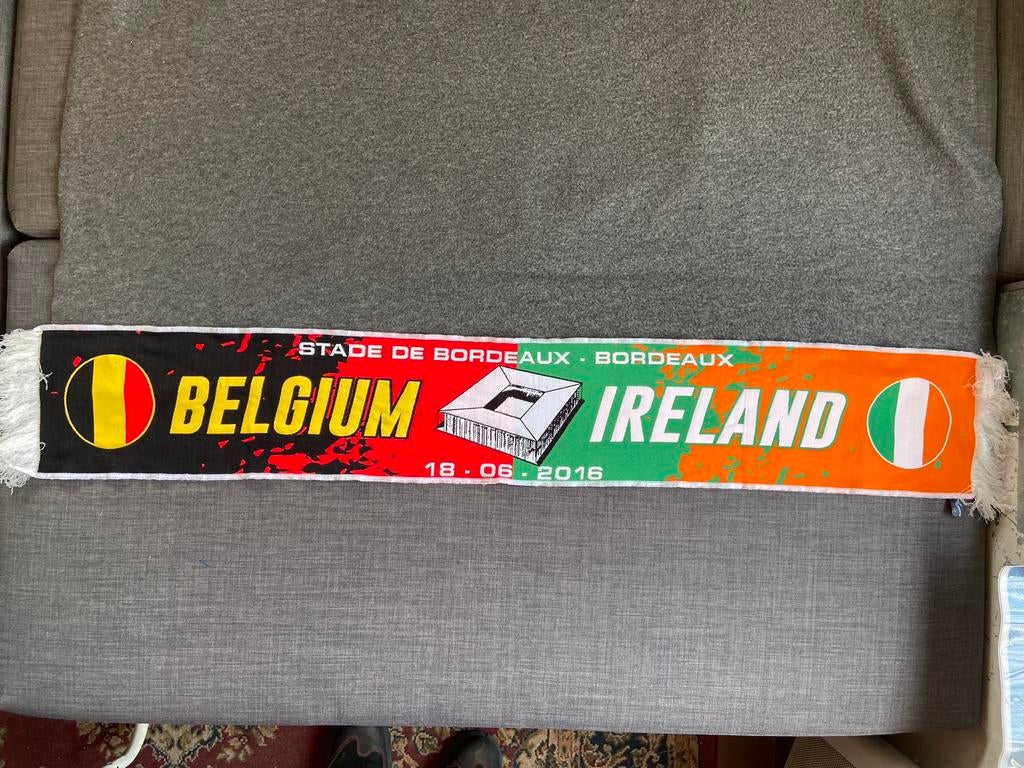 STADE DE BORDEAUX - BORDEAUX
BELGIUM IRELAND
18 - 06 - 2016